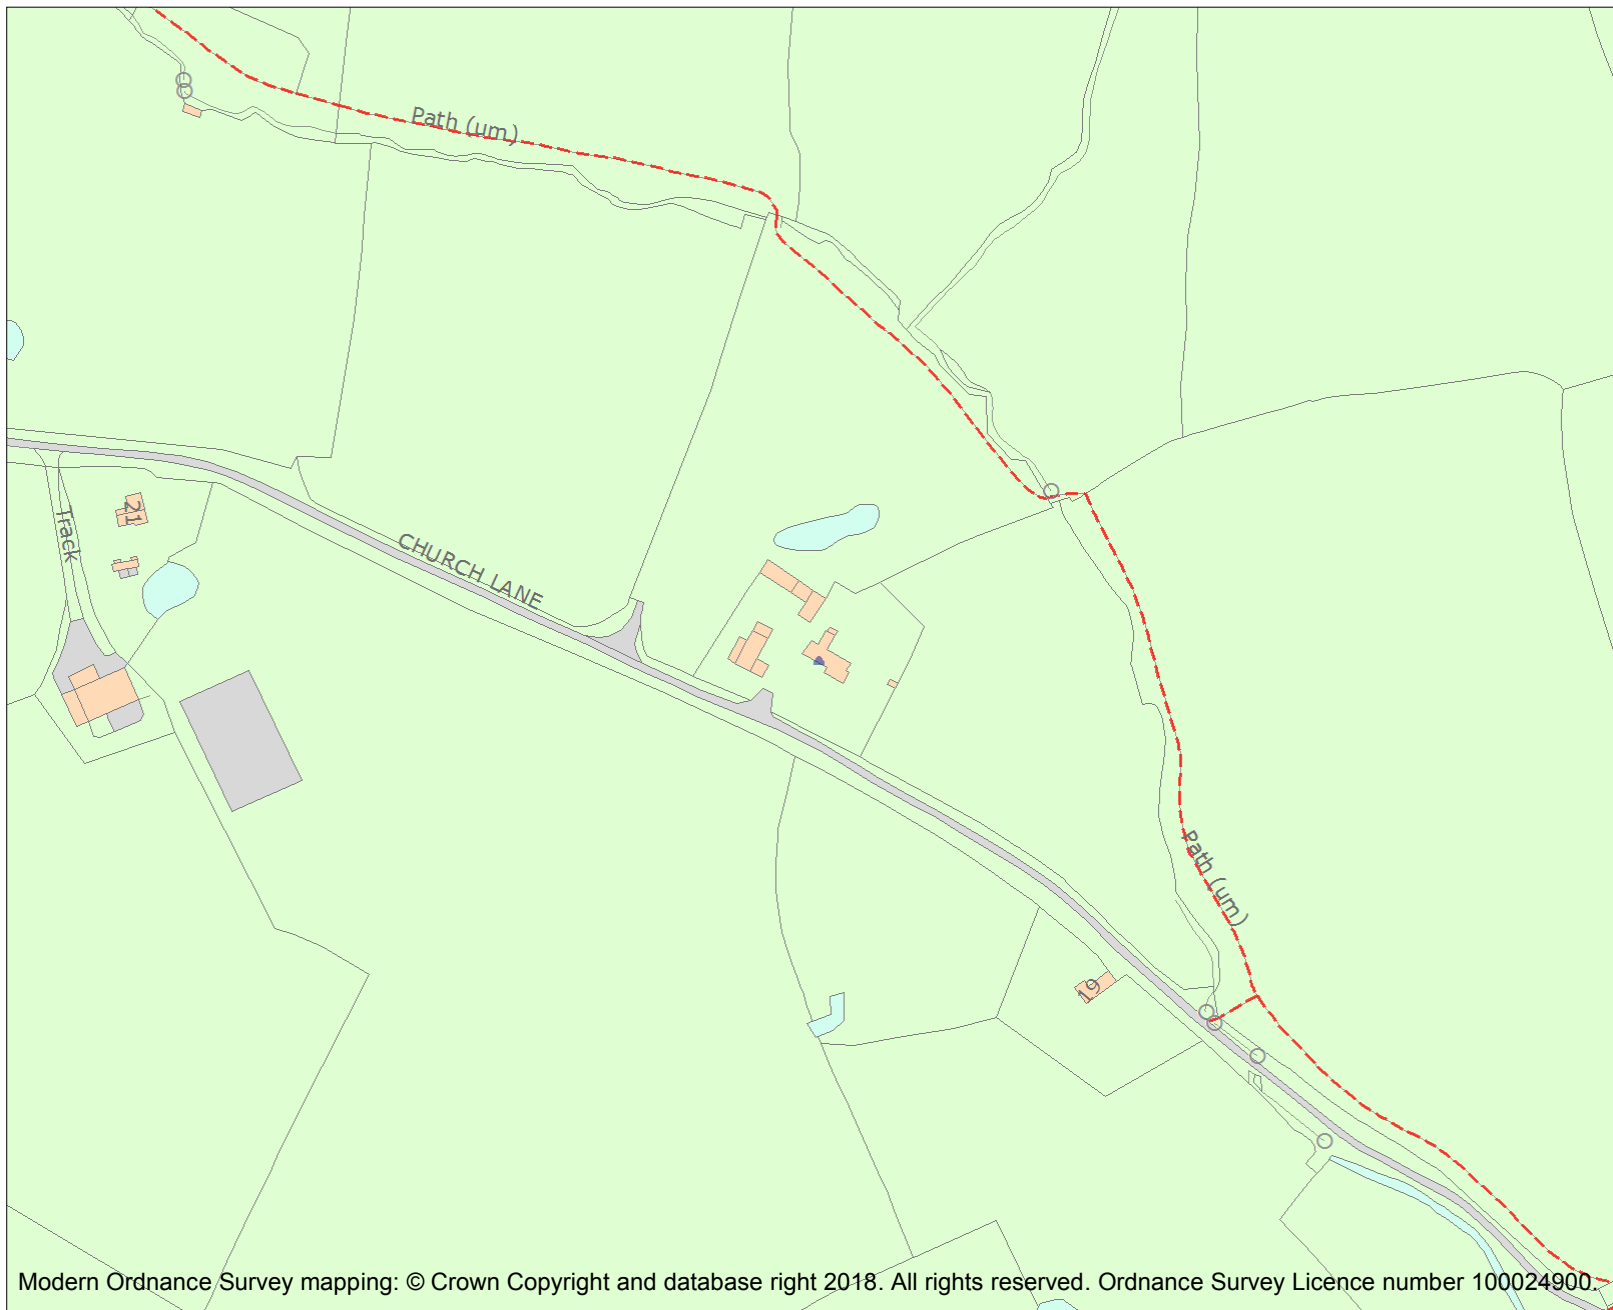 Path (um)
21
Track
CHURCH LANE
Path (um)
19
Modern Ordnance Survey mapping: © Crown Copyright and database right 2018. All rights reserved. Ordnance Survey Licence number 100024900.